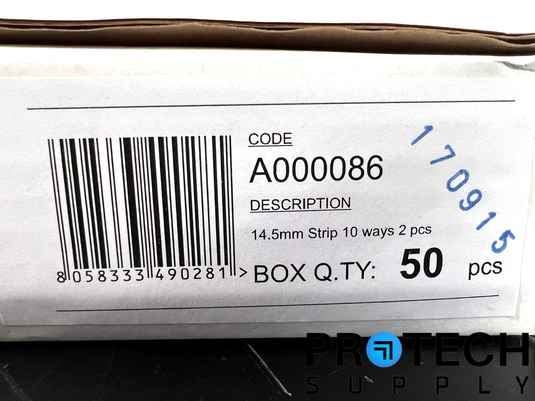 CODE
A000086
DESCRIPTION
14.5mm Strip 10 ways 2 pcs
BOX Q.TY: 50 pcs
8 058333 490281 >
170915
PROTECH
SUPPLY